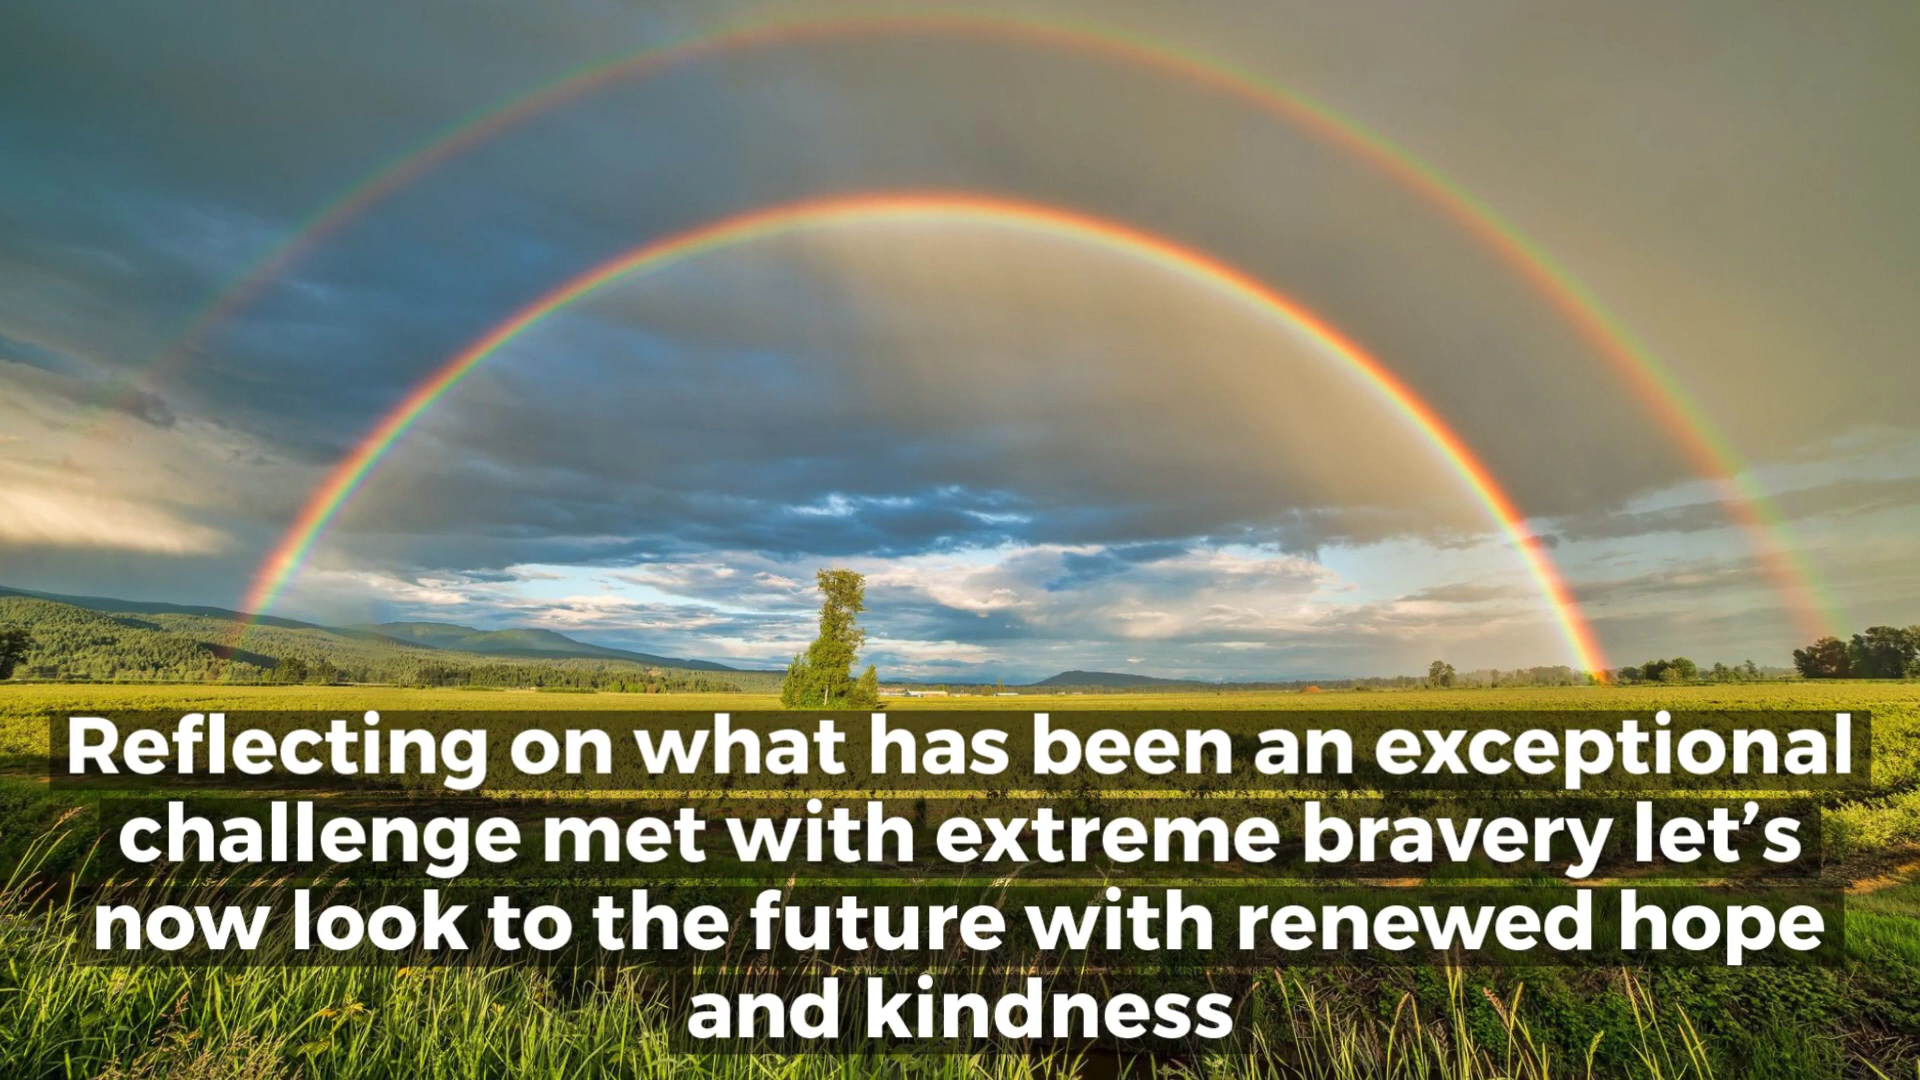 Reflecting on what has been an exceptional
challenge met with extreme bravery let’s
now look to the future with renewed hope
and kindness